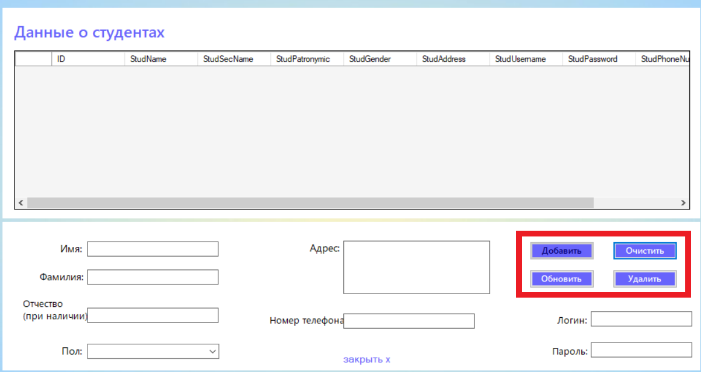 Данные о студентах
ID StudName StudSecName StudPatronymic StudGender StudAddress StudUsername StudPassword StudPhoneNu
Имя: Адрес: Добавить Очистить
Фамилия: Обновить Удалить
Отчество
(при наличии) Номер телефона Логин:
Пол: закрыть x Пароль: